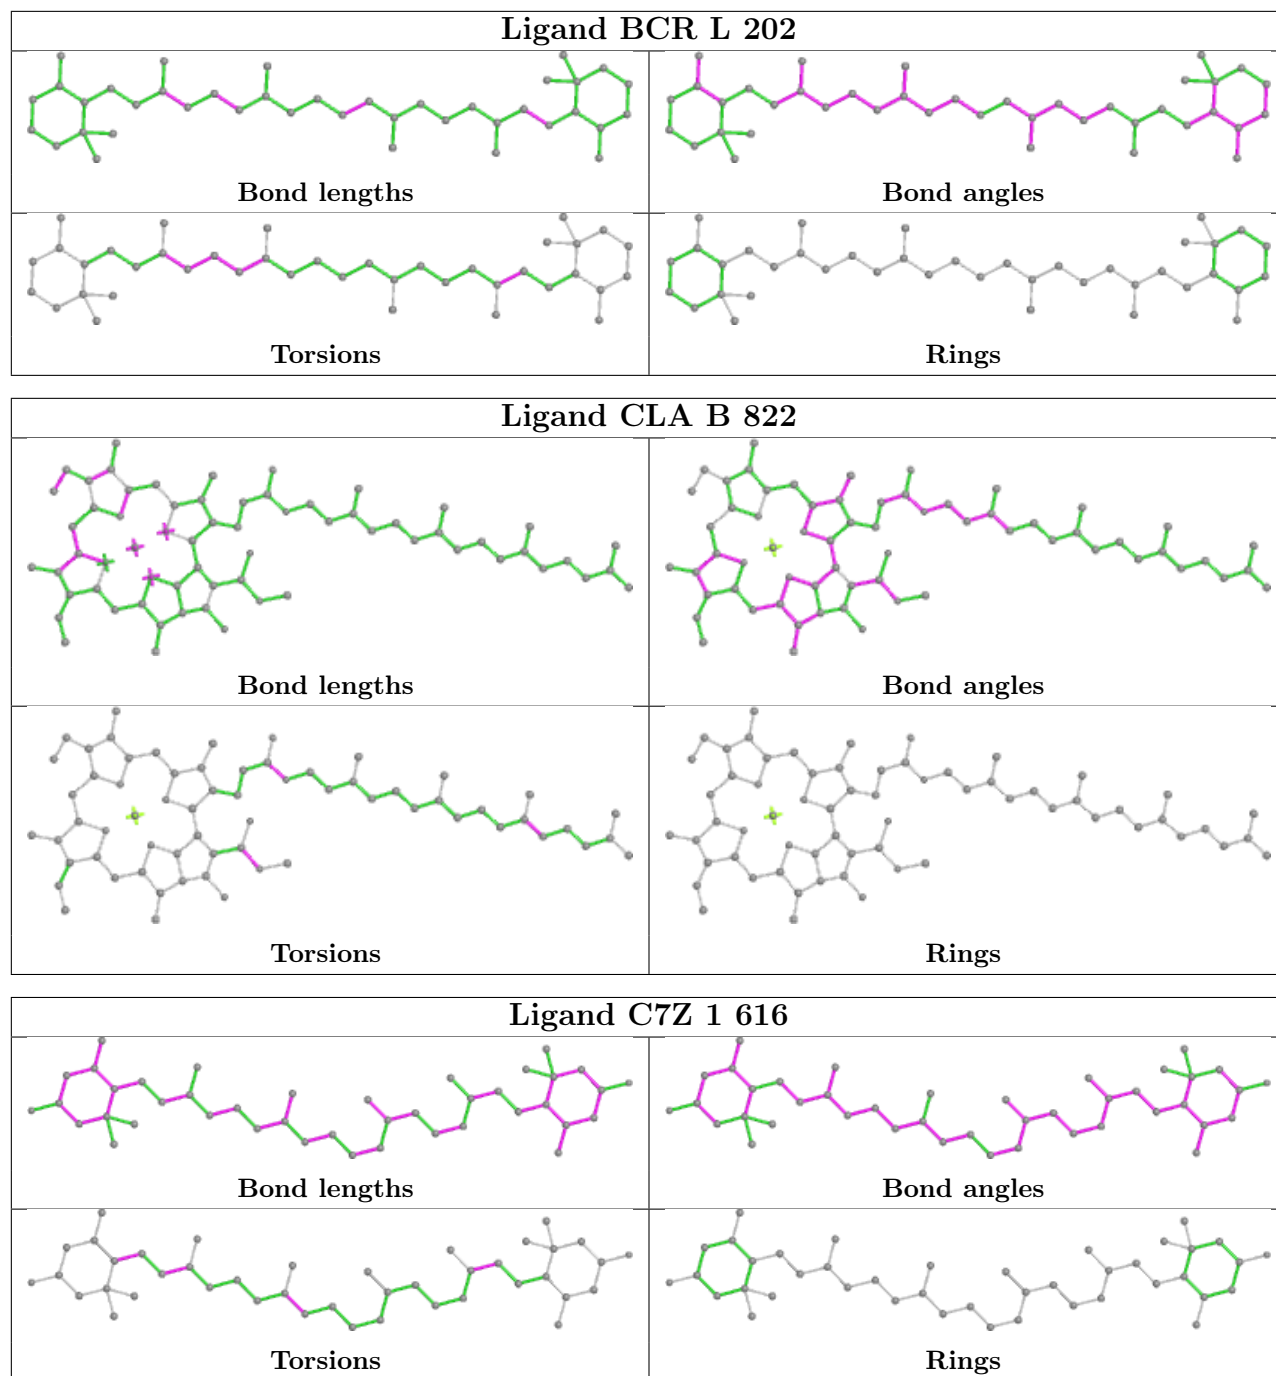 Ligand BCR L 202
Bond lengths
Bond angles
Torsions
Rings
Ligand CLA B 822
Bond lengths
Bond angles
Torsions
Rings
Ligand C7Z 1 616
Bond lengths
Bond angles
Torsions
Rings